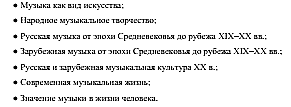 • Музыка как вид искусства;
• Народное музыкальное творчество;
• Русская музыка от эпохи Средневековья до рубежа XIX–XX вв.;
• Зарубежная музыка от эпохи Средневековья до рубежа XIX–XX вв.;
• Русская и зарубежная музыкальная культура XX в.;
• Современная музыкальная жизнь;
• Значение музыки в жизни человека.